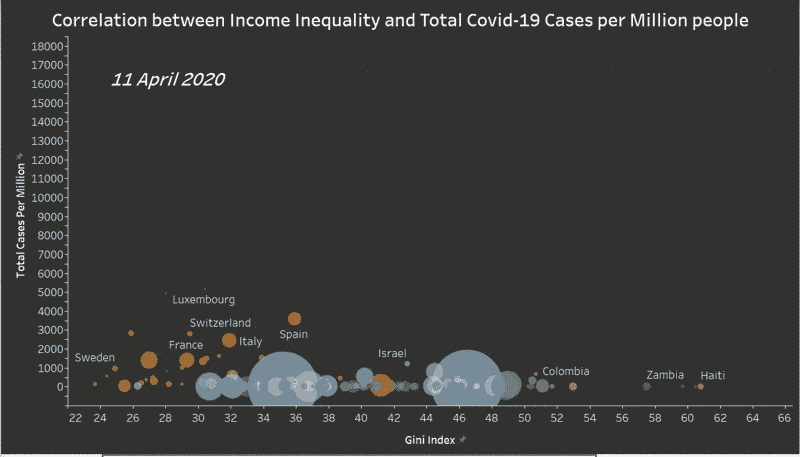 Correlation between Income Inequality and Total Covid-19 Cases per Million people
18000
17000
16000
15000
14000
13000
12000
11000
10000
9000
8000
7000
6000
5000
4000
3000
2000
1000
0
Total Cases Per Million
11 April 2020
Luxembourg
Switzerland
Spain
Italy
France
Sweden
Israel
Colombia
Zambia
Haiti
22 24 26 28 30 32 34 36 38 40 42 44 46 48 50 52 54 56 58 60 62 64 66
Gini Index